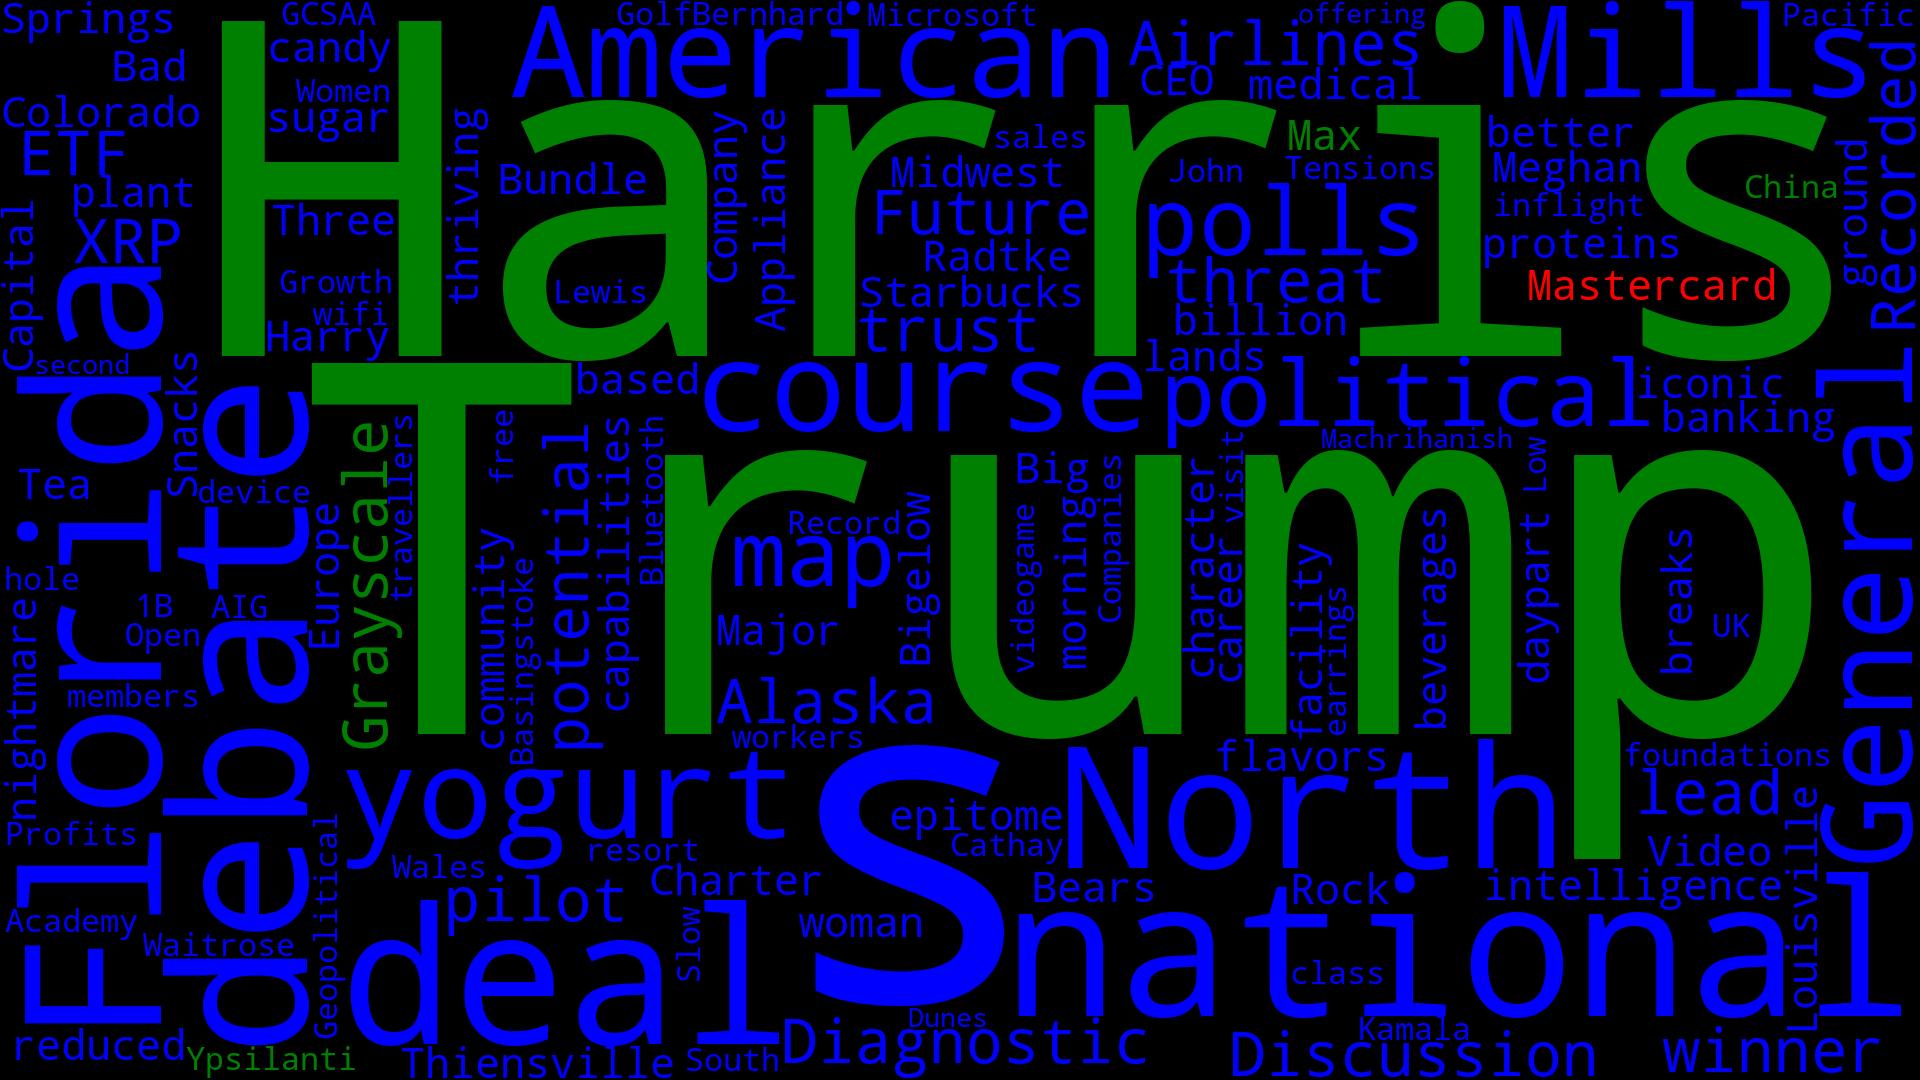 Springs
GCSAA
GolfBernhard
Microsoft
offering
Pacific
candy
American
Airlines
Mills
Bad
CEO
medical
Women
Colorado
sugar
Harris
Recorded
ETF
thriving
Company
Appliance
sales
Max
better
ground
plant
Bundle
Midwest
John
Tensions
Meghan
China
Capital
XRP
Three
Future
polls
inflight
Radtke
proteins
Growth
Lewis
Starbucks
threat
Mastercard
wifi
Harry
trust
billion
lands
second
Snacks
based
course
political
iconic
banking
Florida
debate
Trump
General
Grayscale
travellers
free
potential
capabilities
Bluetooth
Machrihanish
Low
Tea
device
Big
Companies
character
visit
career
Europe
Record
map
Bigelow
videogame
morning
beverages
daypart
breaks
hole
1B
AIG
community
Basingstoke
facility
earrings
UK
Open
Major
nightmare
members
Alaska
workers
flavors
foundations
yogurt
s
North
lead
Profits
epitome
Cathay
Video
Louisville
Geopolitical
Wales
resort
pilot
Charter
Bears
Rock
intelligence
Academy
Waitrose
deal
Slow
woman
national
class
reduced
Ypsilanti
Thiensville
South
Diagnostic
Dunes
Discussion
Kamala
winner